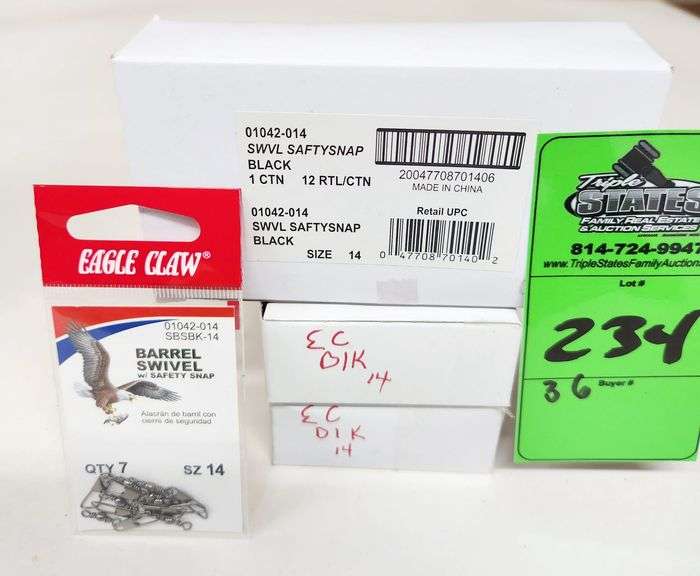 01042-014
SWVL SAFTYSNAP
BLACK
1 CTN 12 RTL/CTN
20047708701406
MADE IN CHINA
01042-014
SWVL SAFTYSNAP
BLACK
SIZE 14
Retail UPC
0 47708 70140 2
EAGLE CLAW®
01042-014
SBSBK-14
BARREL
SWIVEL
w/ SAFETY SNAP
Alacrán de barril con
cierre de seguridad
QTY 7 SZ 14
EC
BIK
14
EC
BIK
14
Triple
STATES
FAMILY, REAL ESTATE
& AUCTION SERVICES
814-724-9947
www.TripleStatesFamilyAuction
Lot #
234
36
Buyer #